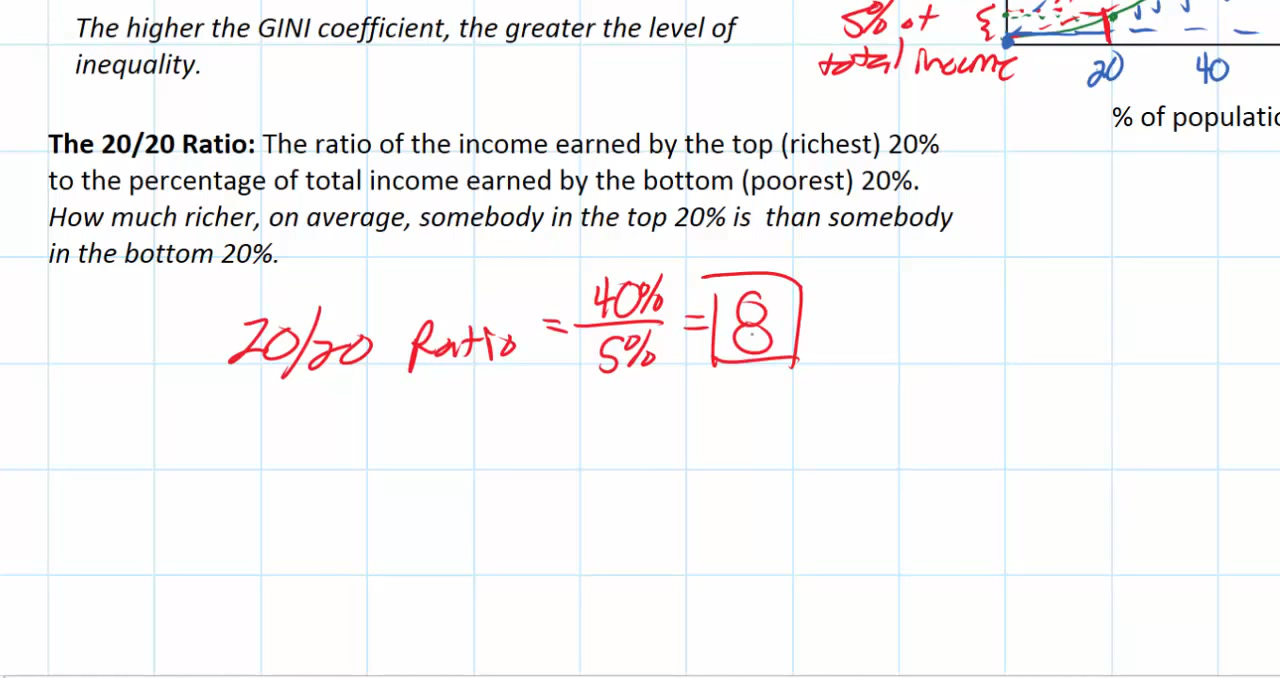 The higher the GINI coefficient, the greater the level of
inequality.
5% of
total income
20 40
% of populatio
The 20/20 Ratio: The ratio of the income earned by the top (richest) 20%
to the percentage of total income earned by the bottom (poorest) 20%.
How much richer, on average, somebody in the top 20% is than somebody
in the bottom 20%.
20/20 Ratio = 40% / 5% = 8